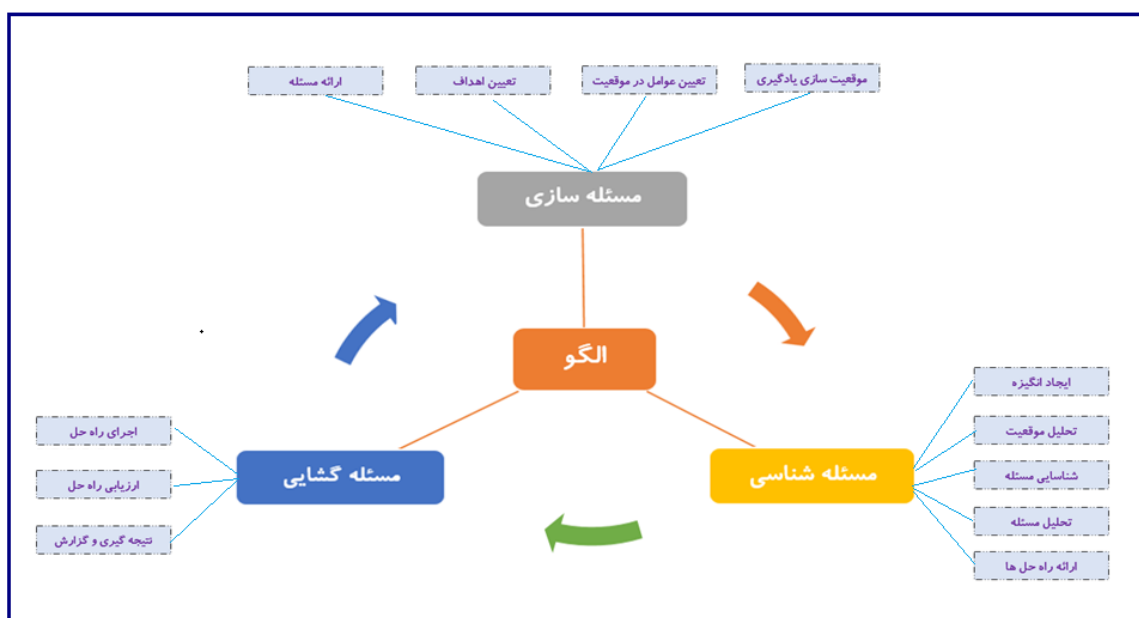 موقعیت سازی یادگیری
تعیین عوامل در موقعیت
تعیین اهداف
ارائه مسئله
مسئله سازی
الگو
مسئله شناسی
ایجاد انگیزه
تحلیل موقعیت
شناسایی مسئله
تحلیل مسئله
ارائه راه حل ها
مسئله گشایی
اجرای راه حل
ارزیابی راه حل
نتیجه گیری و گزارش